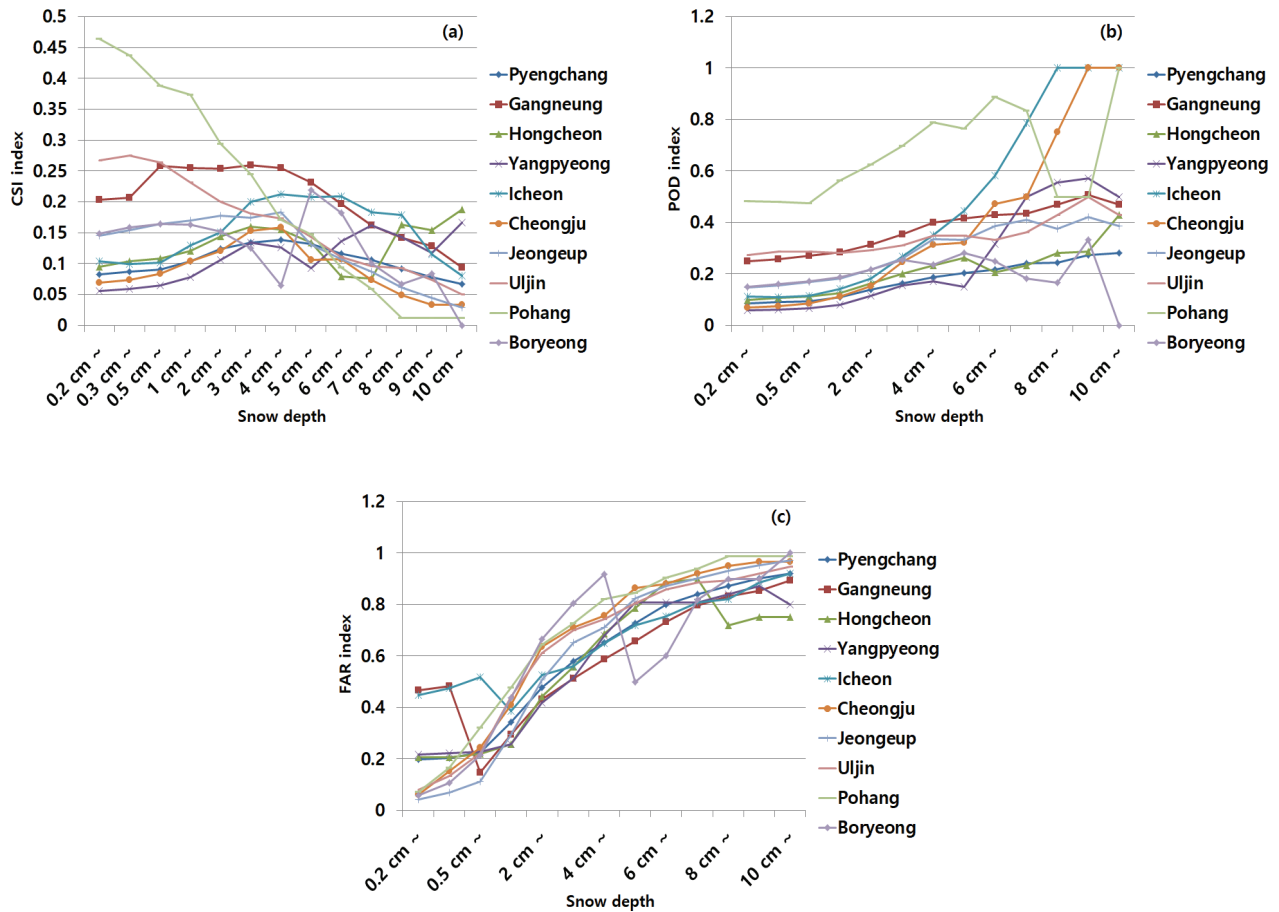 (a)
CSI index
0.5
0.45
0.4
0.35
0.3
0.25
0.2
0.15
0.1
0.05
0
0.2 cm ~
0.3 cm ~
0.5 cm ~
1 cm ~
2 cm ~
3 cm ~
4 cm ~
5 cm ~
6 cm ~
7 cm ~
8 cm ~
9 cm ~
10 cm ~
Snow depth
Pyengchang
Gangneung
Hongcheon
Yangpyeong
Icheon
Cheongju
Jeongeup
Uljin
Pohang
Boryeong
(b)
POD index
1.2
1
0.8
0.6
0.4
0.2
0
0.2 cm ~
0.5 cm ~
2 cm ~
4 cm ~
6 cm ~
8 cm ~
10 cm ~
Snow depth
Pyengchang
Gangneung
Hongcheon
Yangpyeong
Icheon
Cheongju
Jeongeup
Uljin
Pohang
Boryeong
(c)
FAR index
1.2
1
0.8
0.6
0.4
0.2
0
0.2 cm ~
0.5 cm ~
2 cm ~
4 cm ~
6 cm ~
8 cm ~
10 cm ~
Snow depth
Pyengchang
Gangneung
Hongcheon
Yangpyeong
Icheon
Cheongju
Jeongeup
Uljin
Pohang
Boryeong